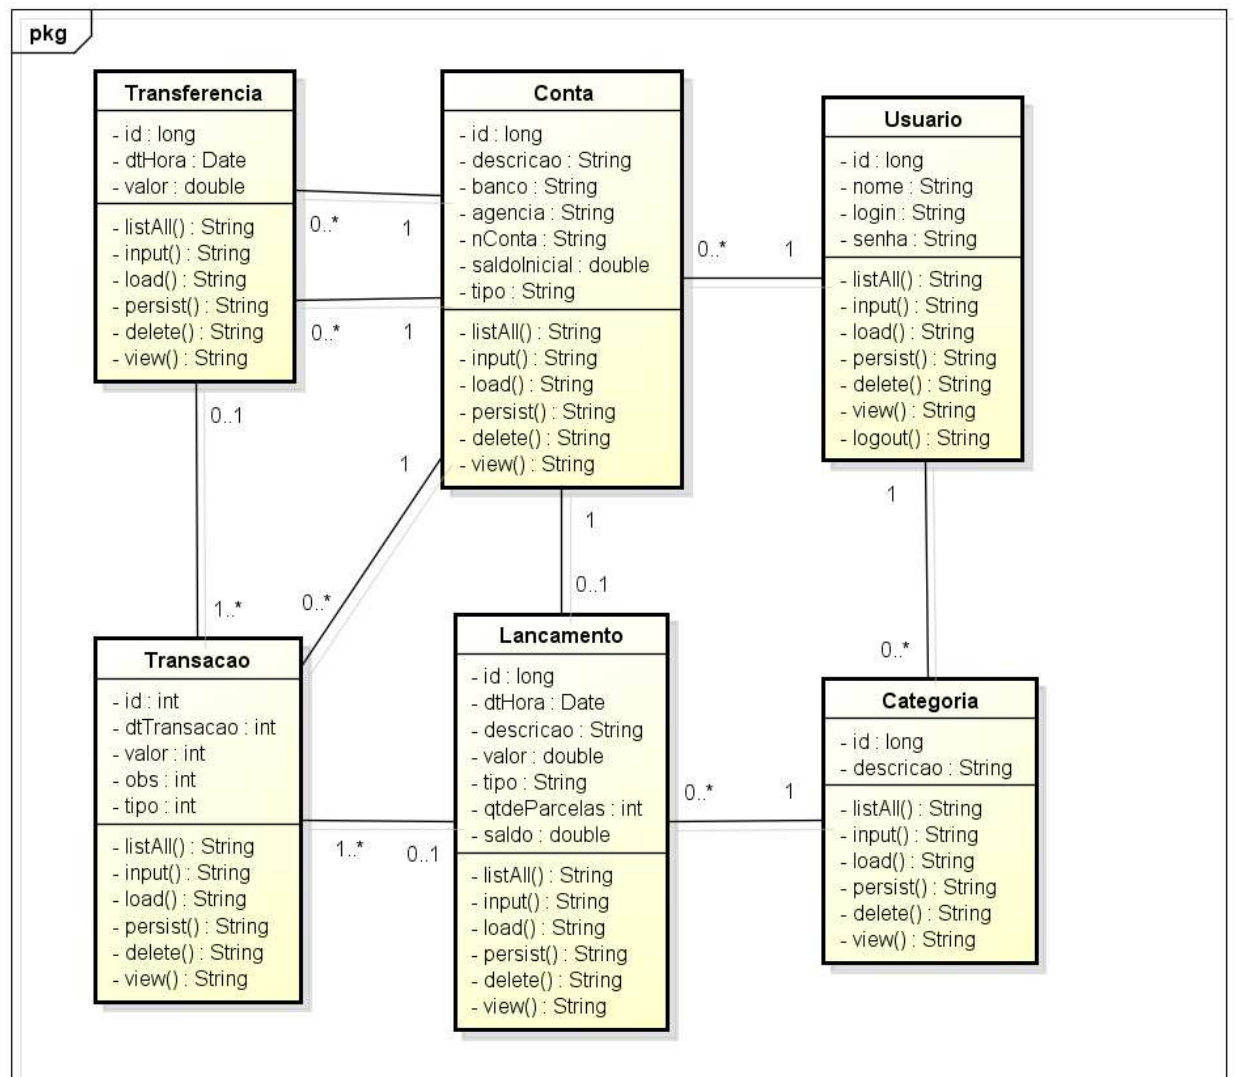 pkg
Transferencia
- id : long
- dtHora : Date
- valor : double
- listAll() : String
- input() : String
- load() : String
- persist() : String
- delete() : String
- view() : String
Conta
- id : long
- descricao : String
- banco : String
- agencia : String
- nConta : String
- saldoInicial : double
- tipo : String
- listAll() : String
- input() : String
- load() : String
- persist() : String
- delete() : String
- view() : String
Usuario
- id : long
- nome : String
- login : String
- senha : String
- listAll() : String
- input() : String
- load() : String
- persist() : String
- delete() : String
- view() : String
- logout() : String
0..*
1
0..*
1
0..*
1
0..1
1..*
1
0..*
1
0..1
1
0..*
Transacao
- id : int
- dtTransacao : int
- valor : int
- obs : int
- tipo : int
- listAll() : String
- input() : String
- load() : String
- persist() : String
- delete() : String
- view() : String
1..*
0..1
Lancamento
- id : long
- dtHora : Date
- descricao : String
- valor : double
- tipo : String
- qtdeParcelas : int
- saldo : double
- listAll() : String
- input() : String
- load() : String
- persist() : String
- delete() : String
- view() : String
0..*
1
Categoria
- id : long
- descricao : String
- listAll() : String
- input() : String
- load() : String
- persist() : String
- delete() : String
- view() : String